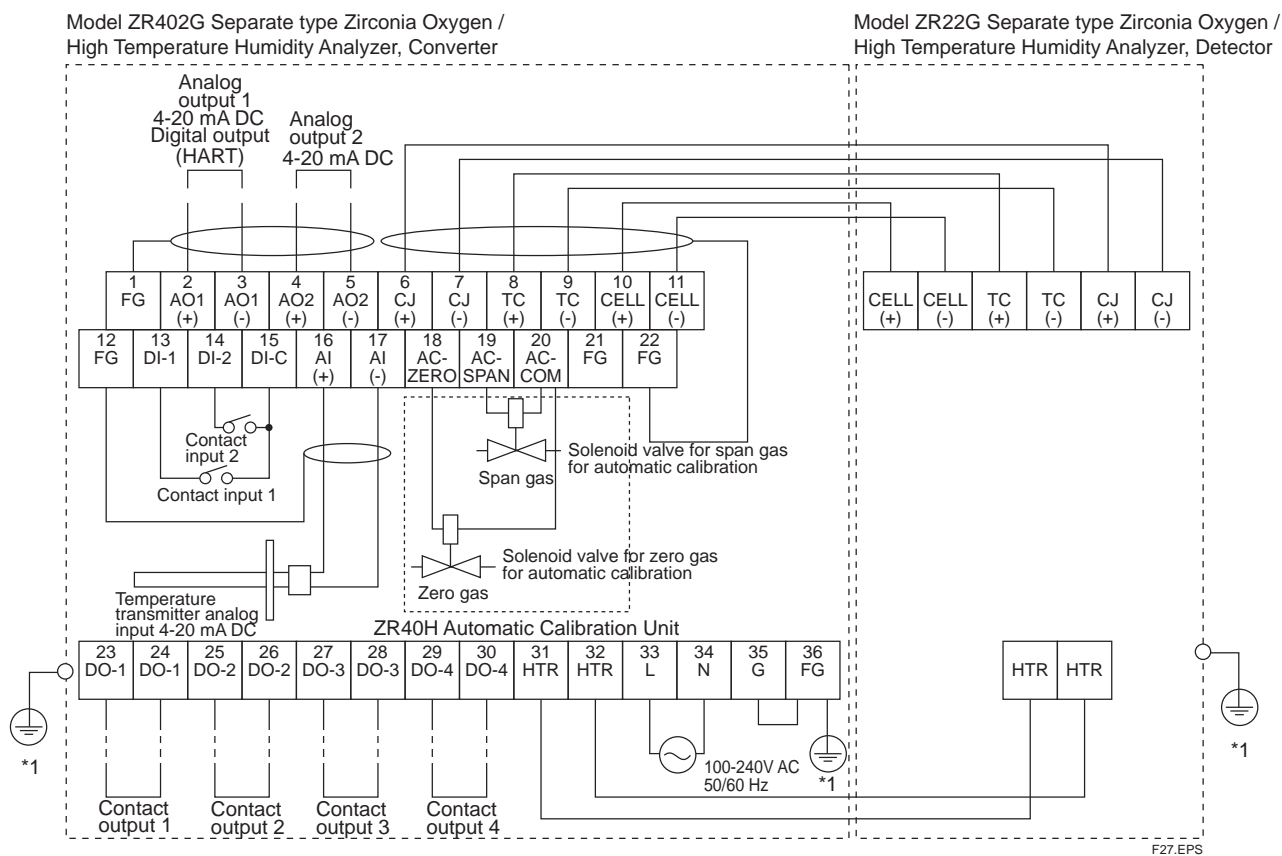 Model ZR402G Separate type Zirconia Oxygen /
High Temperature Humidity Analyzer, Converter
Model ZR22G Separate type Zirconia Oxygen /
High Temperature Humidity Analyzer, Detector
Analog
output 1
4-20 mA DC
Digital output
(HART)
Analog
output 2
4-20 mA DC
1 2 3 4 5 6 7 8 9 10 11
FG AO1 AO1 AO2 AO2 CJ CJ TC TC CELL CELL
(+) (-) (+) (-) (+) (-) (+) (-) (+) (-)
CELL CELL TC TC CJ CJ
(+) (-) (+) (-) (+) (-)
12 13 14 15 16 17 18 19 20 21 22
FG DI-1 DI-2 DI-C AI AI AC- AC- AC- FG FG
(+) (-) ZERO SPAN COM
Contact
input 2
Contact input 1
Solenoid valve for span gas
for automatic calibration
Span gas
Solenoid valve for zero gas
for automatic calibration
Zero gas
Temperature
transmitter analog
input 4-20 mA DC
ZR40H Automatic Calibration Unit
23 24 25 26 27 28 29 30 31 32 33 34 35 36
DO-1 DO-1 DO-2 DO-2 DO-3 DO-3 DO-4 DO-4 HTR HTR L N G FG
HTR HTR
*1
100-240V AC
50/60 Hz
*1
*1
Contact
output 1
Contact
output 2
Contact
output 3
Contact
output 4
F27.EPS